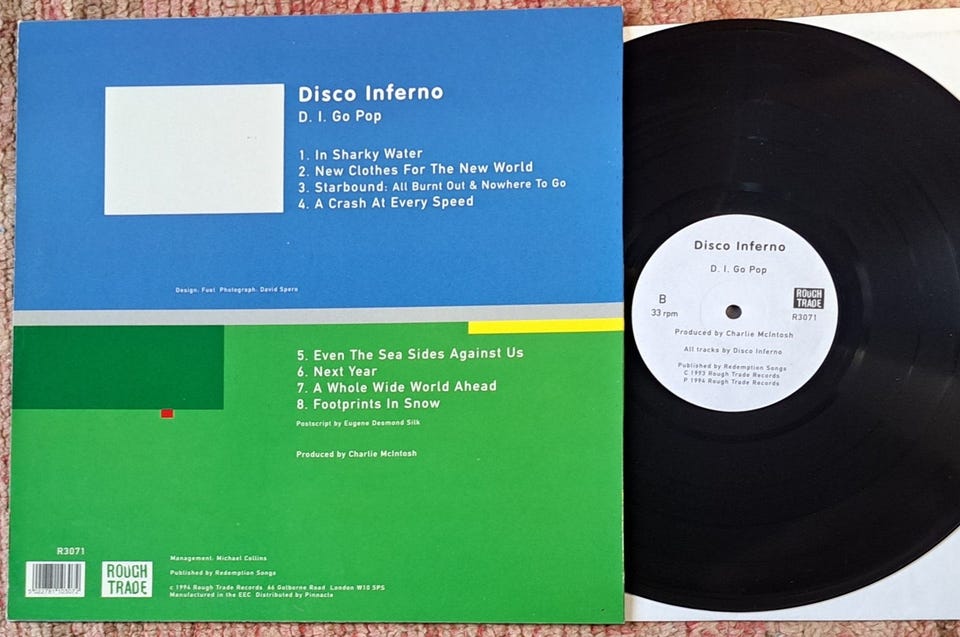 Disco Inferno
D. I. Go Pop
1. In Sharky Water
2. New Clothes For The New World
3. Starbound: All Burnt Out & Nowhere To Go
4. A Crash At Every Speed
Design: Fuel Photograph: David Spero
5. Even The Sea Sides Against Us
6. Next Year
7. A Whole Wide World Ahead
8. Footprints In Snow
Postscript by Eugene Desmond Silk
Produced by Charlie McIntosh
R3071
ROUGH
TRADE
Management: Michael Collins
Published by Redemption Songs
c 1994 Rough Trade Records 66 Golborne Road London W10 5PS
Manufactured in the EEC Distributed by Pinnacle
Disco Inferno
D. I. Go Pop
B
33 rpm
ROUGH
TRADE
R3071
Produced by Charlie McIntosh
All tracks by Disco Inferno
Published by Redemption Songs
C 1993 Rough Trade Records
P 1994 Rough Trade Records